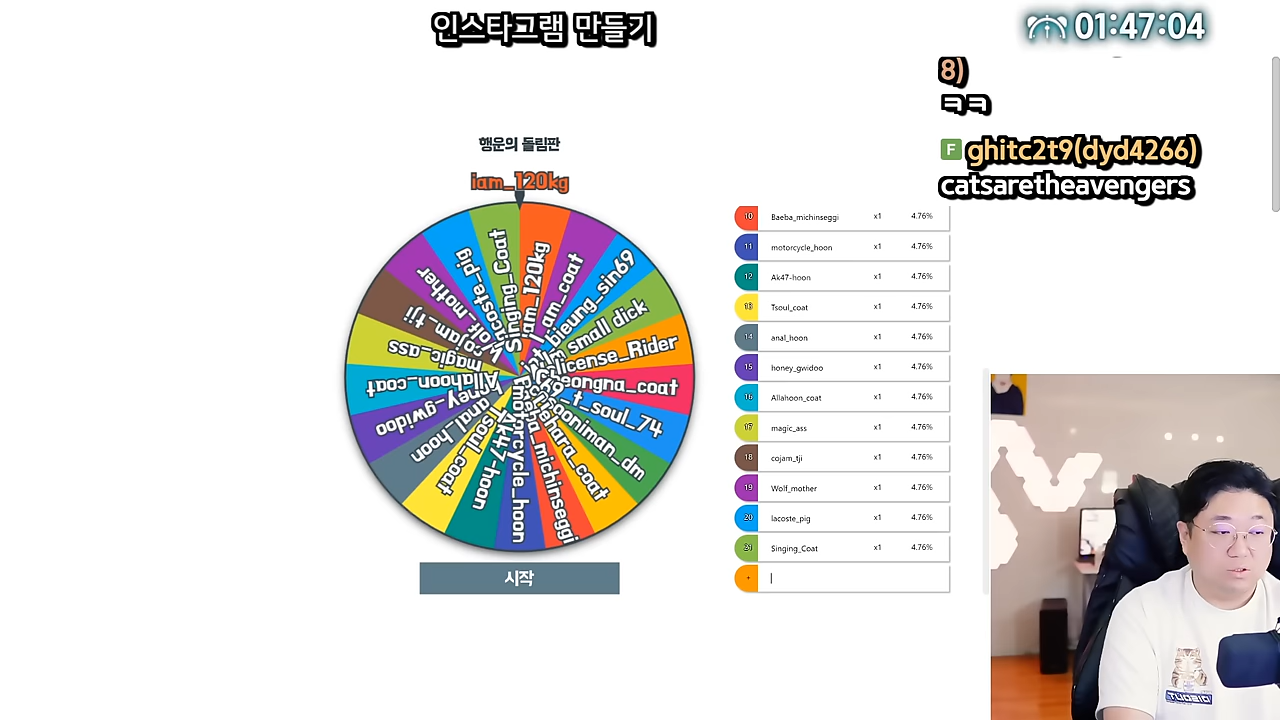 인스타그램 만들기
01:47:04
8)
ㅋㅋ
F ghitc2t9(dyd4266)
catsaretheavengers
행운의 돌림판
iam_120kg
iam_120kg
iam_coat
bieung_sin69
small dick
license_Rider
t_soul_74
motorcycle_hoon
Ak47-hoon
Tsoul_coat
anal_hoon
Allahoon_coat
magic_ass
cojam_tji
Wolf_mother
lacoste_pig
Singing_Coat
시작
10 Baeba_michinseggi x1 4.76%
11 motorcycle_hoon x1 4.76%
12 Ak47-hoon x1 4.76%
13 Tsoul_coat x1 4.76%
14 anal_hoon x1 4.76%
15 honey_gwidoo x1 4.76%
16 Allahoon_coat x1 4.76%
17 magic_ass x1 4.76%
18 cojam_tji x1 4.76%
19 Wolf_mother x1 4.76%
20 lacoste_pig x1 4.76%
21 Singing_Coat x1 4.76%
+